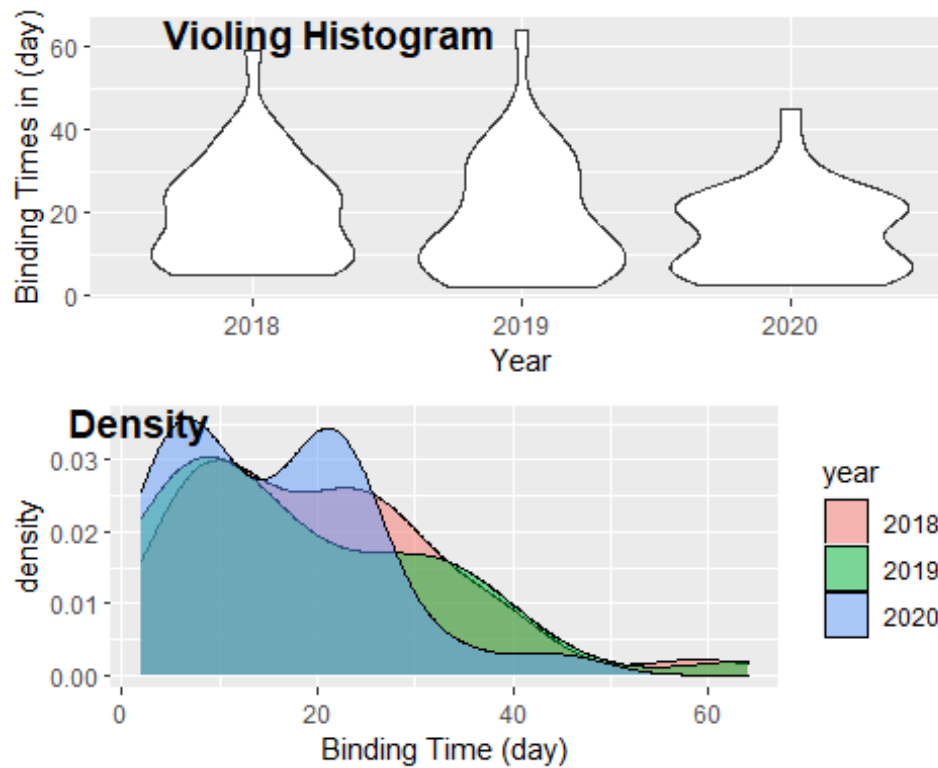 Violing Histogram
Binding Times in (day)
60
40
20
0
2018
2019
2020
Year
Density
density
0.03
0.02
0.01
0.00
0
20
40
60
Binding Time (day)
year
2018
2019
2020